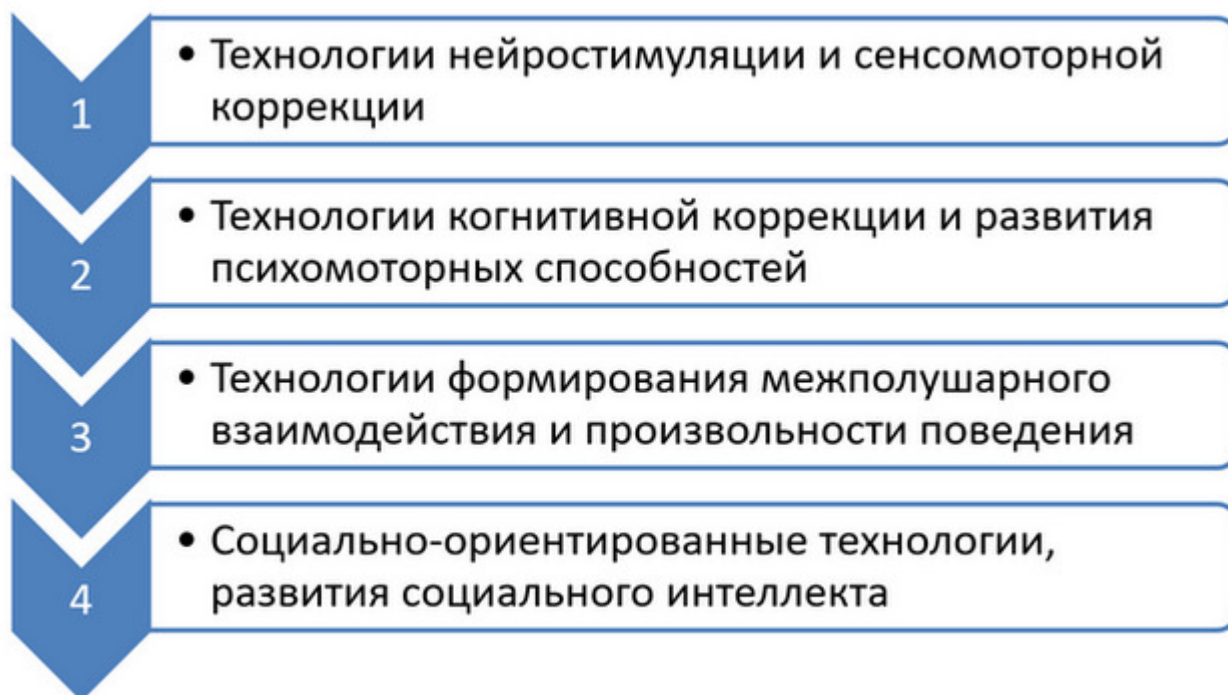 1
• Технологии нейростимуляции и сенсомоторной
коррекции
2
• Технологии когнитивной коррекции и развития
психомоторных способностей
3
• Технологии формирования межполушарного
взаимодействия и произвольности поведения
4
• Социально-ориентированные технологии,
развития социального интеллекта